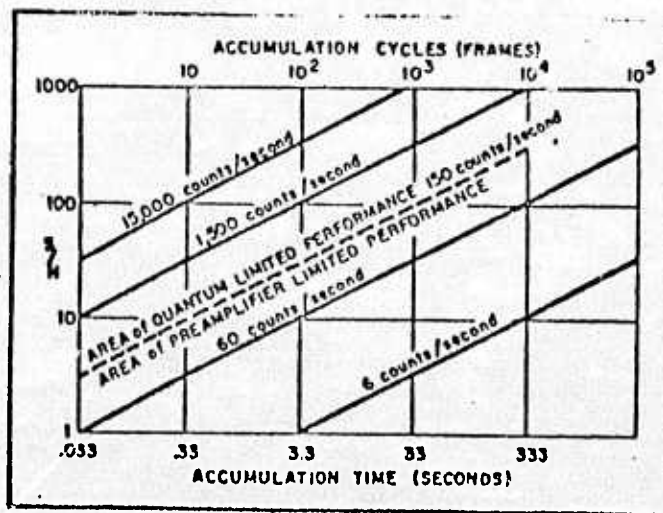 ACCUMULATION CYCLES (FRAMES)
10 10² 10³ 10⁴ 10⁵
1000
100
10
1
S/N
15,000 counts/second
1,500 counts/second
AREA of QUANTUM LIMITED PERFORMANCE 150 counts/second
AREA of PREAMPLIFIER LIMITED PERFORMANCE
60 counts/second
6 counts/second
.033 .33 3.3 33 333
ACCUMULATION TIME (SECONDS)